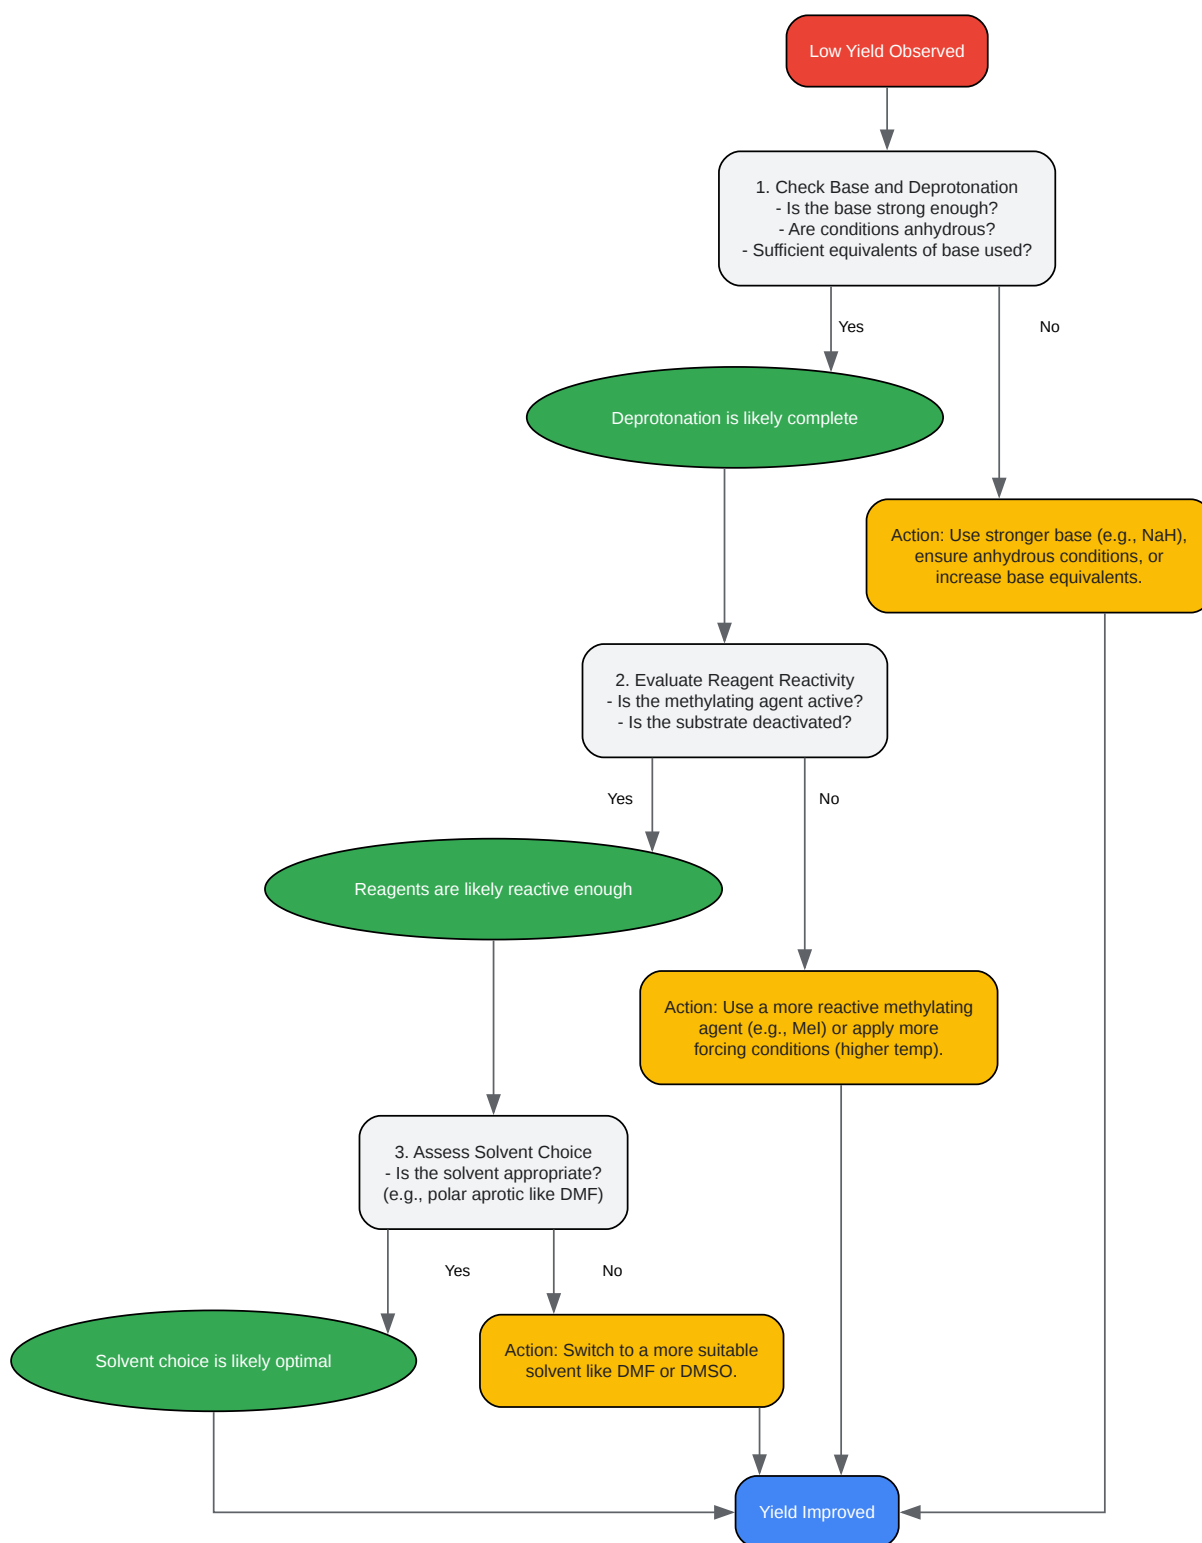 Low Yield Observed
1. Check Base and Deprotonation
- Is the base strong enough?
- Are conditions anhydrous?
- Sufficient equivalents of base used?
Yes
No
Deprotonation is likely complete
Action: Use stronger base (e.g., NaH),
ensure anhydrous conditions, or
increase base equivalents.
2. Evaluate Reagent Reactivity
- Is the methylating agent active?
- Is the substrate deactivated?
Yes
No
Reagents are likely reactive enough
Action: Use a more reactive methylating
agent (e.g., MeI) or apply more
forcing conditions (higher temp).
3. Assess Solvent Choice
- Is the solvent appropriate?
(e.g., polar aprotic like DMF)
Yes
No
Solvent choice is likely optimal
Action: Switch to a more suitable
solvent like DMF or DMSO.
Yield Improved